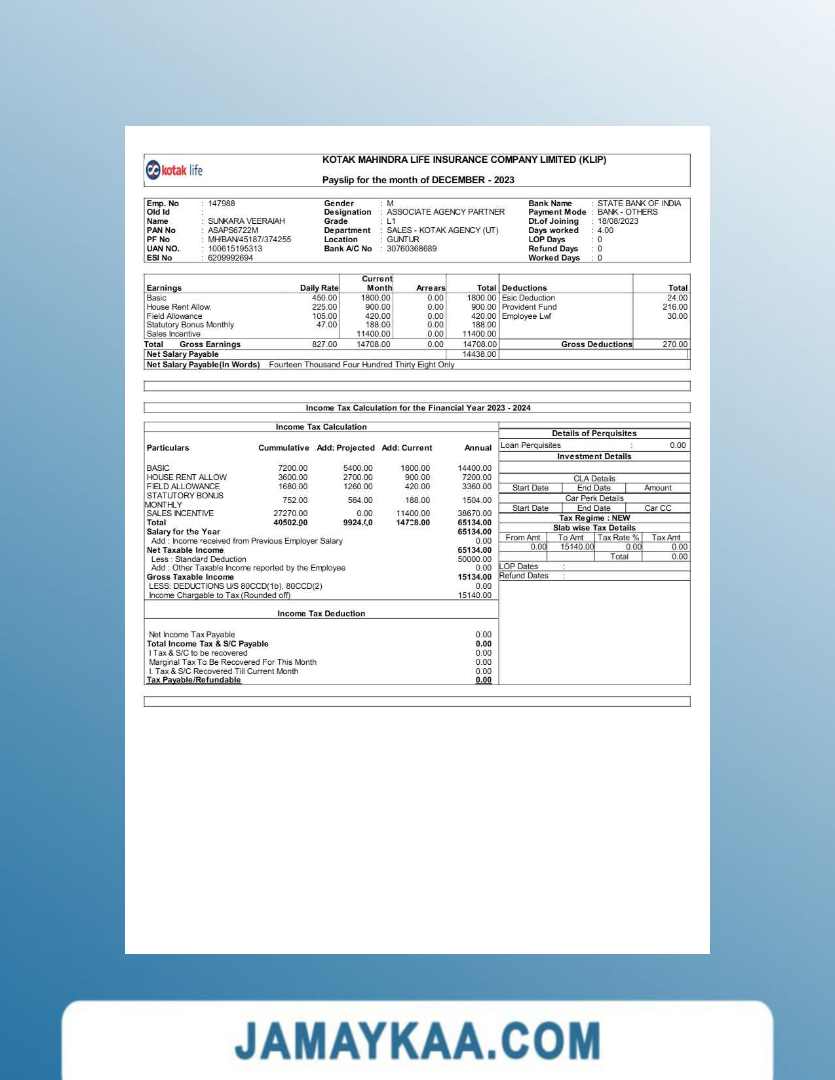 kotak life
KOTAK MAHINDRA LIFE INSURANCE COMPANY LIMITED (KLIP)
Payslip for the month of DECEMBER - 2023
Emp. No : 147988 Gender : M Bank Name : STATE BANK OF INDIA
Old Id : Designation : ASSOCIATE AGENCY PARTNER Payment Mode : BANK - OTHERS
Name : SUNKARA VEERAIAH Grade : L1 Dt.of Joining : 18/08/2023
PAN No : ASAPS6722M Department : SALES - KOTAK AGENCY (UT) Days worked : 4.00
PF No : MH/BAN/45187/374255 Location : GUNTUR LOP Days : 0
UAN NO. : 100615195313 Bank A/C No : 30760368689 Refund Days : 0
ESI No : 6209992694 Worked Days : 0
Earnings Daily Rate Current Month Arrears Total Deductions Total
Basic 450.00 1800.00 0.00 1800.00 Esic Deduction 24.00
House Rent Allow. 225.00 900.00 0.00 900.00 Provident Fund 216.00
Field Allowance 105.00 420.00 0.00 420.00 Employee Lwf 30.00
Statutory Bonus Monthly 47.00 188.00 0.00 188.00
Sales Incentive 11400.00 0.00 11400.00
Total Gross Earnings 827.00 14708.00 0.00 14708.00 Gross Deductions 270.00
Net Salary Payable 14438.00
Net Salary Payable(In Words) Fourteen Thousand Four Hundred Thirty Eight Only
Income Tax Calculation for the Financial Year 2023 - 2024
Income Tax Calculation
Details of Perquisites
Particulars Cummulative Add: Projected Add: Current Annual Loan Perquisites : 0.00
Investment Details
BASIC 7200.00 5400.00 1800.00 14400.00
HOUSE RENT ALLOW 3600.00 2700.00 900.00 7200.00 CLA Details
FIELD ALLOWANCE 1680.00 1260.00 420.00 3360.00 Start Date End Date Amount
STATUTORY BONUS MONTHLY 752.00 564.00 188.00 1504.00 Car Perk Details
Start Date End Date Car CC
SALES INCENTIVE 27270.00 0.00 11400.00 38670.00
Total 40502.00 9924.00 14708.00 65134.00 Tax Regime : NEW
Salary for the Year 65134.00 Slab wise Tax Details
Add : Income received from Previous Employer Salary 0.00 From Amt To Amt Tax Rate % Tax Amt
Net Taxable Income 65134.00 0.00 15140.00 0.00 0.00
Less : Standard Deduction 50000.00 Total 0.00
Add : Other Taxable Income reported by the Employee 0.00 LOP Dates :
Gross Taxable Income 15134.00 Refund Dates :
LESS: DEDUCTIONS U/S 80CCD(1b), 80CCD(2) 0.00
Income Chargable to Tax (Rounded off) 15140.00
Income Tax Deduction
Net Income Tax Payable 0.00
Total Income Tax & S/C Payable 0.00
I Tax & S/C to be recovered 0.00
Marginal Tax To Be Recovered For This Month 0.00
I. Tax & S/C Recovered Till Current Month 0.00
Tax Payable/Refundable 0.00
JAMAYKAA.COM